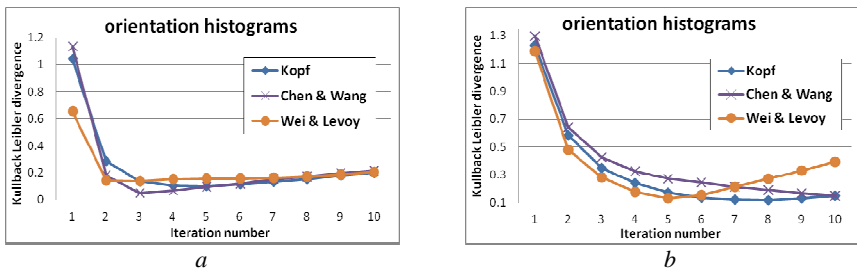 orientation histograms
Kullback Leibler divergence
1.2
1
0.8
0.6
0.4
0.2
0
Kopf
Chen & Wang
Wei & Levoy
1 2 3 4 5 6 7 8 9 10
Iteration number
a
orientation histograms
Kullback Leibler divergence
1.3
1.1
0.9
0.7
0.5
0.3
0.1
Kopf
Chen & Wang
Wei & Levoy
1 2 3 4 5 6 7 8 9 10
Iteration number
b